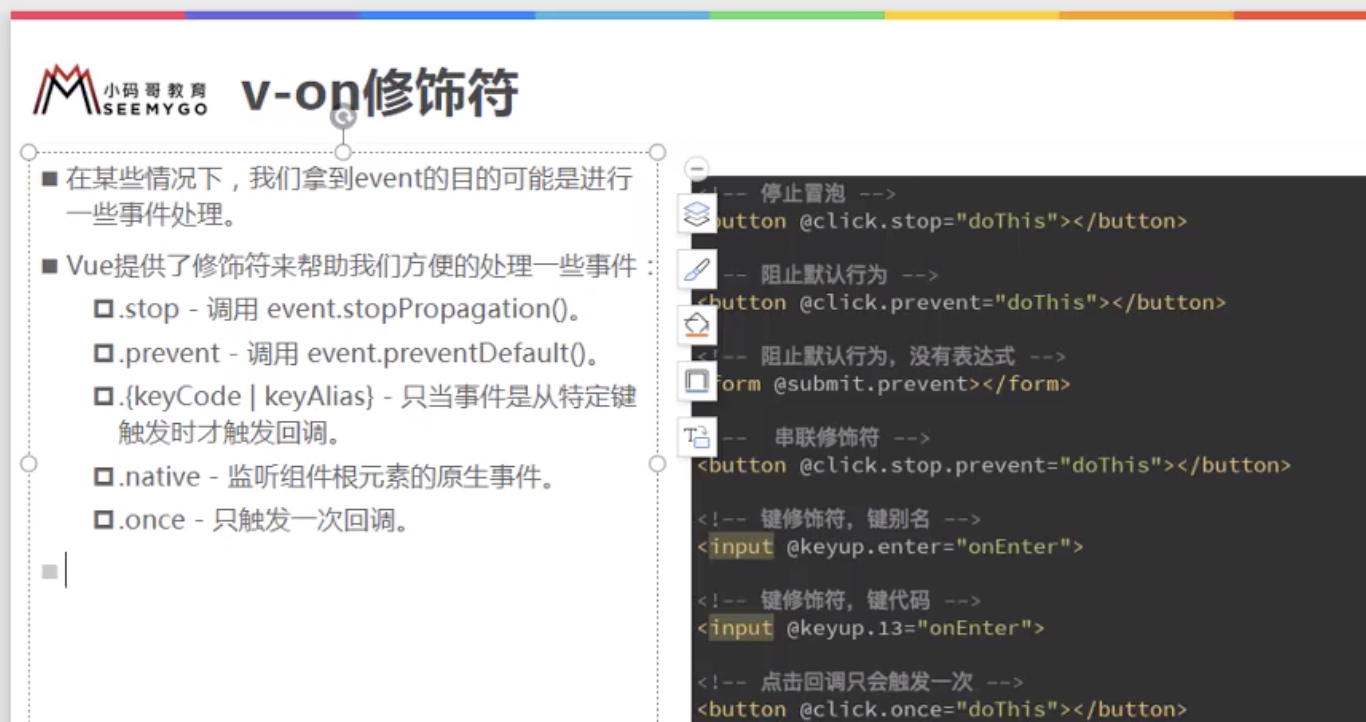 小码哥教育
SEEMYGO
v-on修饰符
■ 在某些情况下，我们拿到event的目的可能是进行
一些事件处理。
■ Vue提供了修饰符来帮助我们方便的处理一些事件：
.stop - 调用 event.stopPropagation()。
.prevent - 调用 event.preventDefault()。
.{keyCode | keyAlias} - 只当事件是从特定键
触发时才触发回调。
.native - 监听组件根元素的原生事件。
.once - 只触发一次回调。
!-- 停止冒泡 -->
button @click.stop="doThis"></button>
-- 阻止默认行为 -->
<button @click.prevent="doThis"></button>
<!-- 阻止默认行为，没有表达式 -->
form @submit.prevent></form>
-- 串联修饰符 -->
<button @click.stop.prevent="doThis"></button>
<!-- 键修饰符，键别名 -->
<input @keyup.enter="onEnter">
<!-- 键修饰符，键代码 -->
<input @keyup.13="onEnter">
<!-- 点击回调只会触发一次 -->
<button @click.once="doThis"></button>